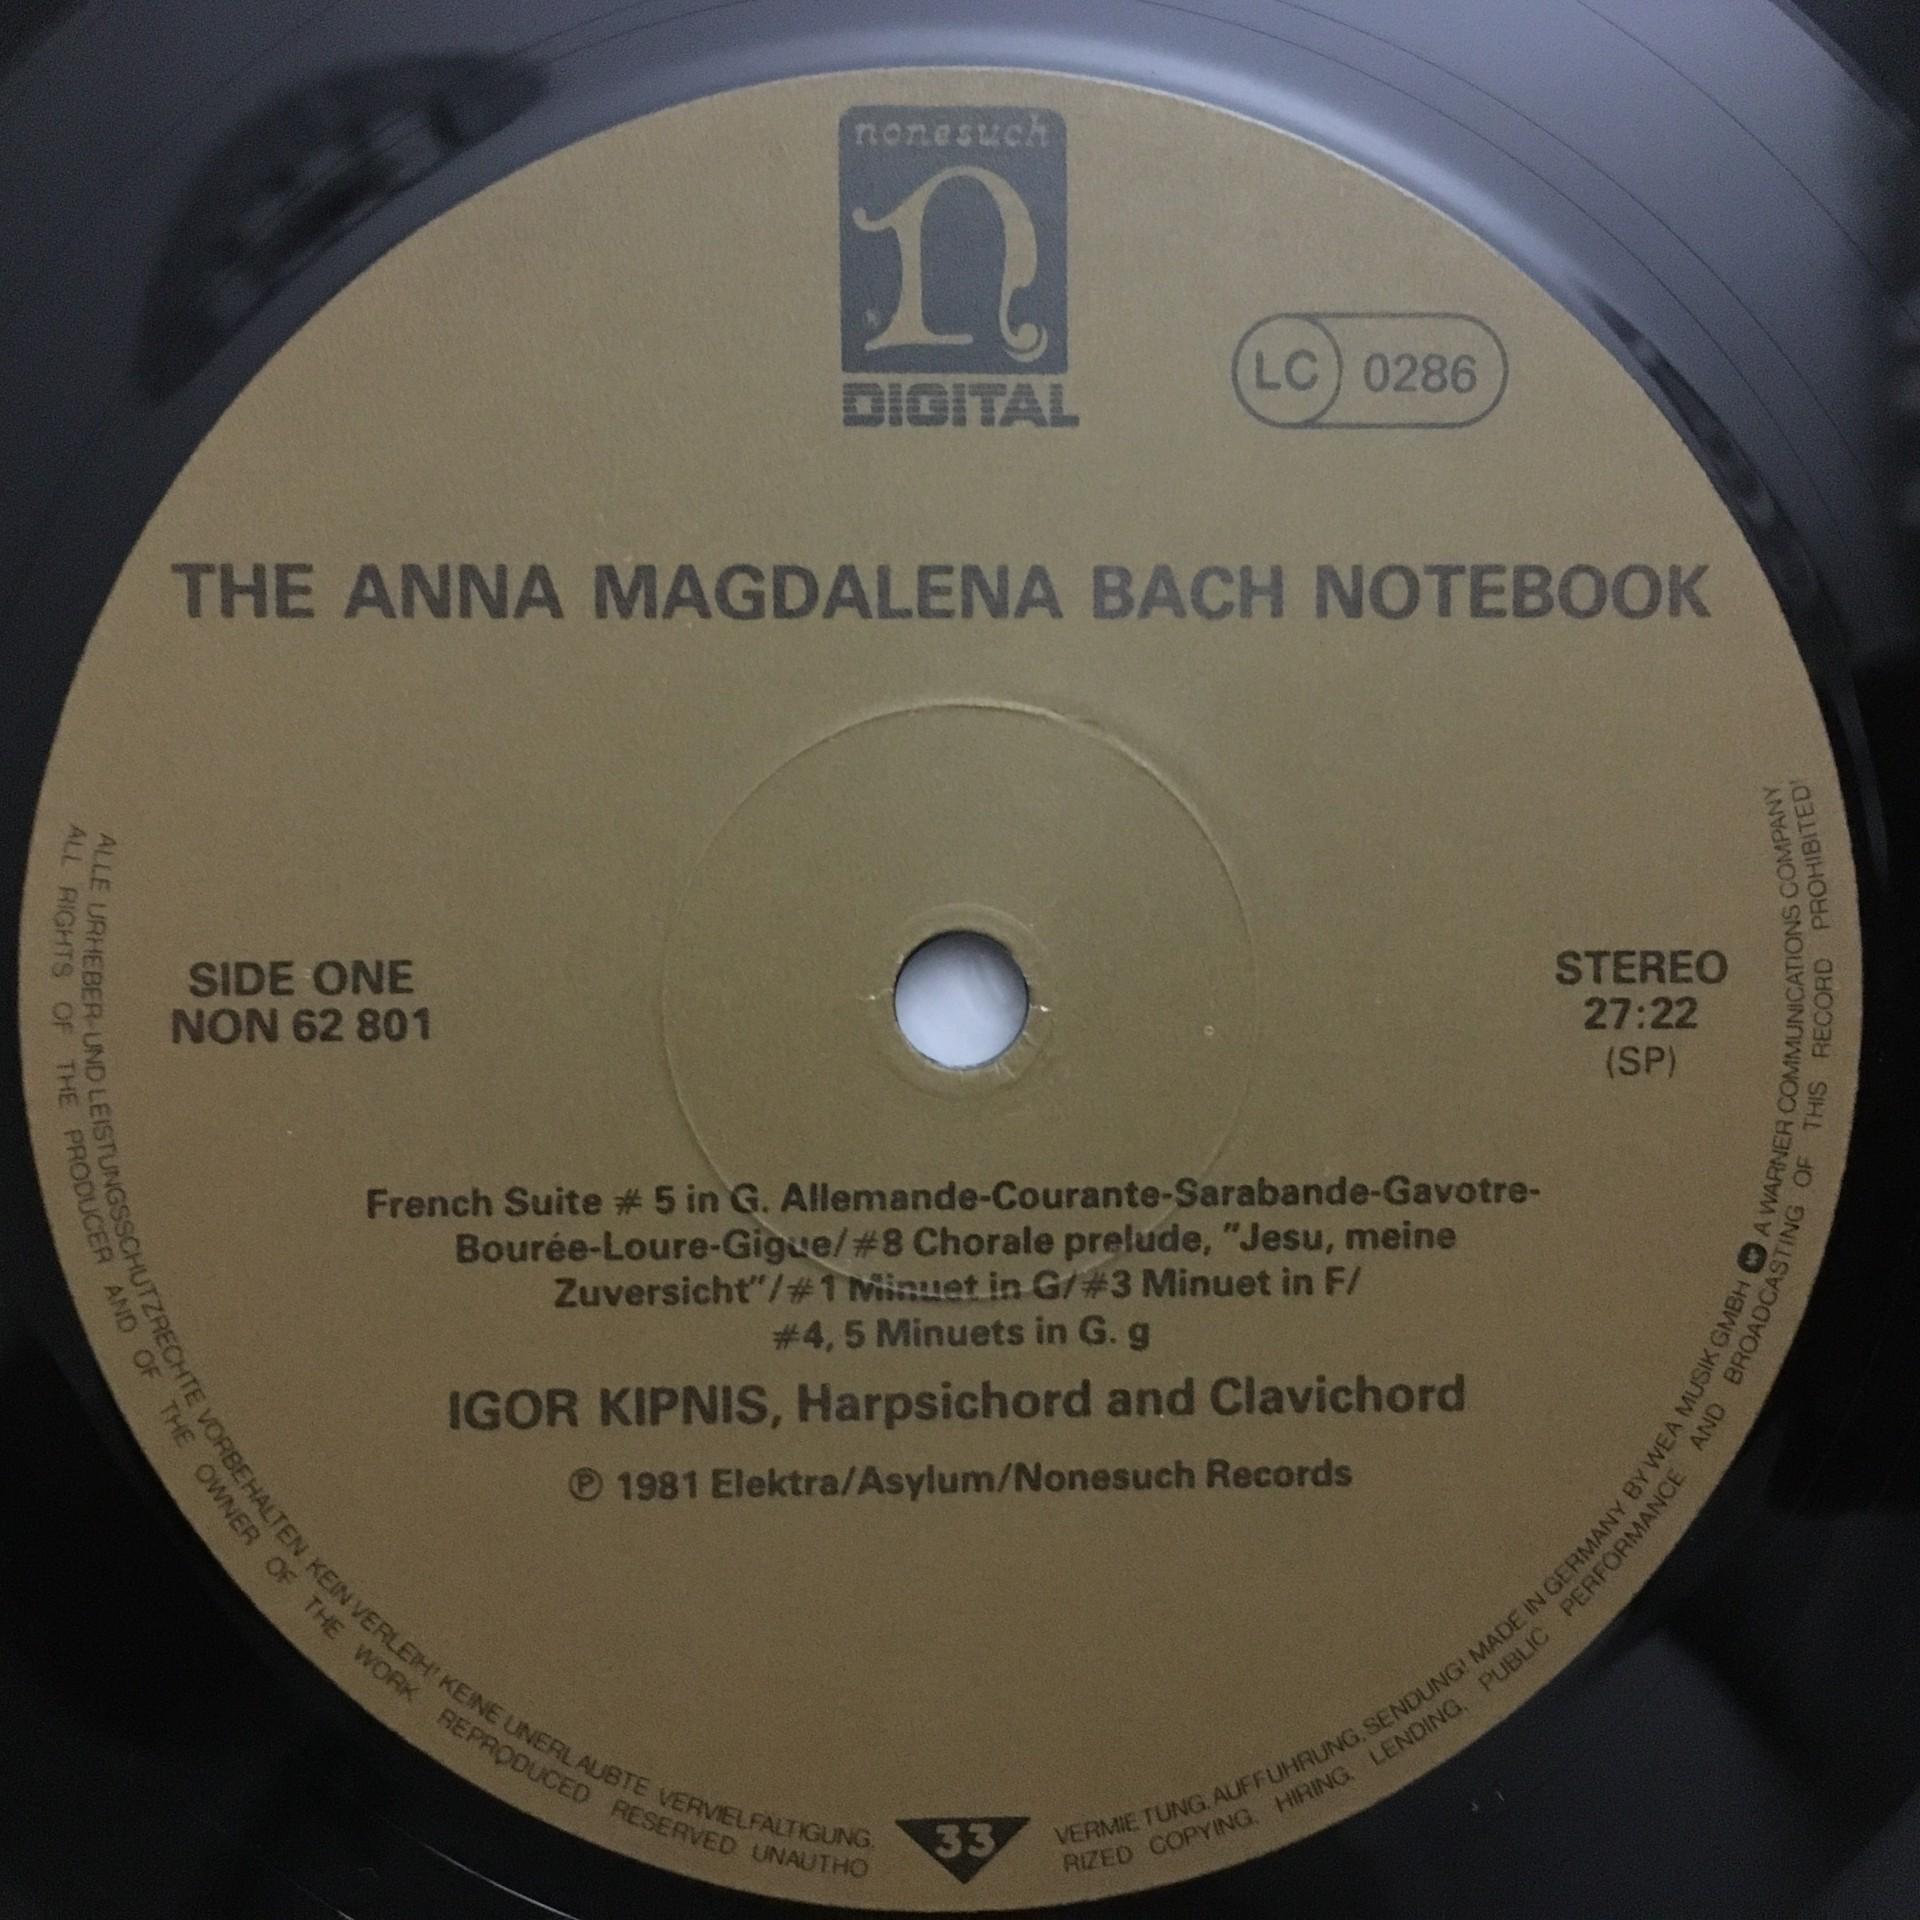 nonesuch
n
DIGITAL
LC 0286
THE ANNA MAGDALENA BACH NOTEBOOK
SIDE ONE
NON 62 801
STEREO
27:22
(SP)
French Suite # 5 in G. Allemande-Courante-Sarabande-Gavotre-
Bourée-Loure-Gigue/#8 Chorale prelude, "Jesu, meine
Zuversicht"/#1 Minuet in G/#3 Minuet in F/
#4, 5 Minuets in G. g
IGOR KIPNIS, Harpsichord and Clavichord
℗ 1981 Elektra/Asylum/Nonesuch Records
ALLE URHEBER-UND LEISTUNGSSCHUTZRECHTE VORBEHALTEN KEIN VERLEIH! KEINE UNERLAUBTE VERVIELFALTIGUNG,
ALL RIGHTS OF THE PRODUCER AND OF THE OWNER OF THE WORK REPRODUCED RESERVED UNAUTHO
33
VERMIETUNG, AUFFUHRUNG, SENDUNG! MADE IN GERMANY BY WEA MUSIK GMBH A WARNER COMMUNICATIONS COMPANY
RIZED COPYING, HIRING, LENDING, PUBLIC PERFORMANCE AND BROADCASTING OF THIS RECORD PROHIBITED!